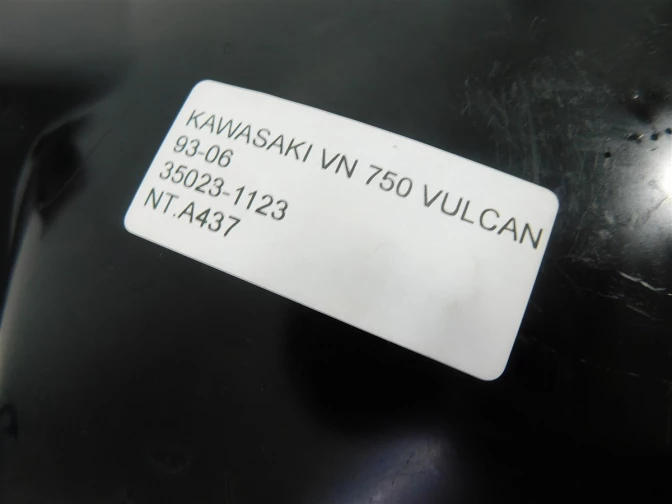 KAWASAKI VN 750 VULCAN
93-06
35023-1123
NT.A437